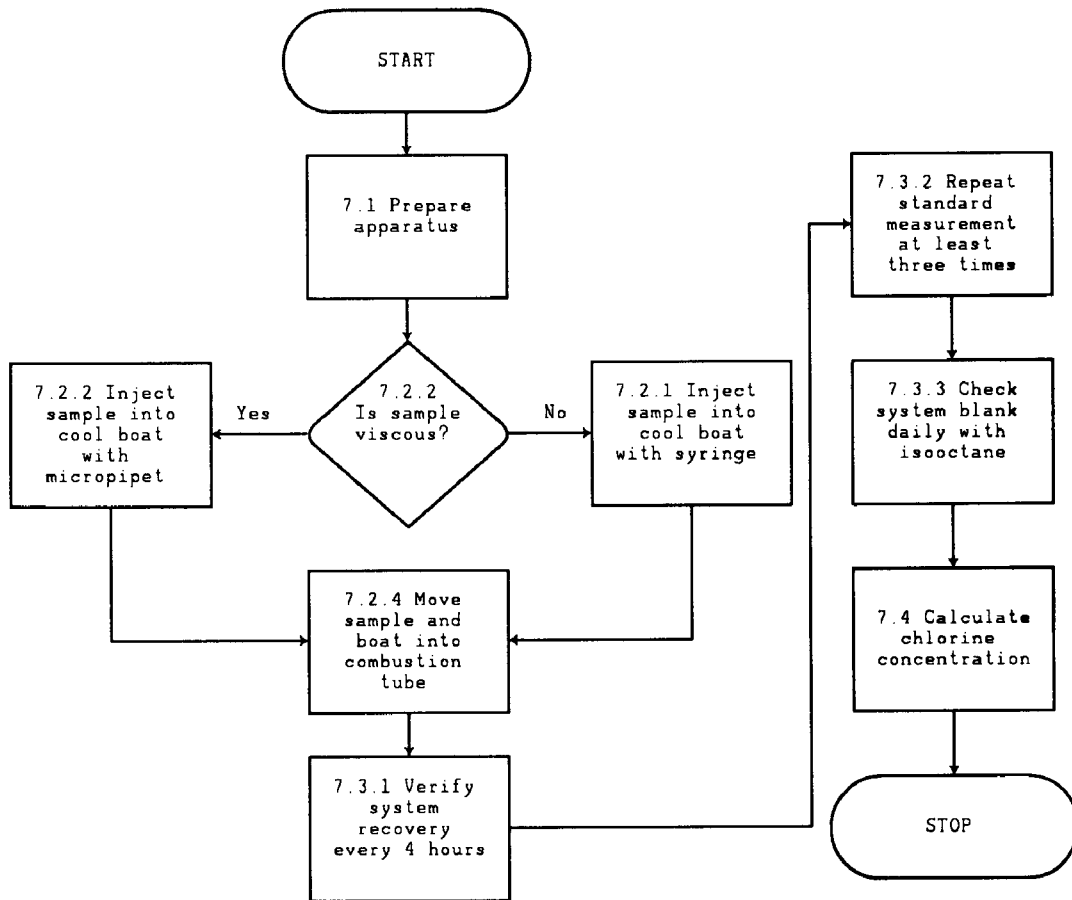 START
7.1 Prepare
apparatus
7.2.2
Is sample
viscous?
Yes
No
7.2.2 Inject
sample into
cool boat
with
micropipet
7.2.1 Inject
sample into
cool boat
with syringe
7.2.4 Move
sample and
boat into
combustion
tube
7.3.1 Verify
system
recovery
every 4 hours
7.3.2 Repeat
standard
measurement
at least
three times
7.3.3 Check
system blank
daily with
isooctane
7.4 Calculate
chlorine
concentration
STOP